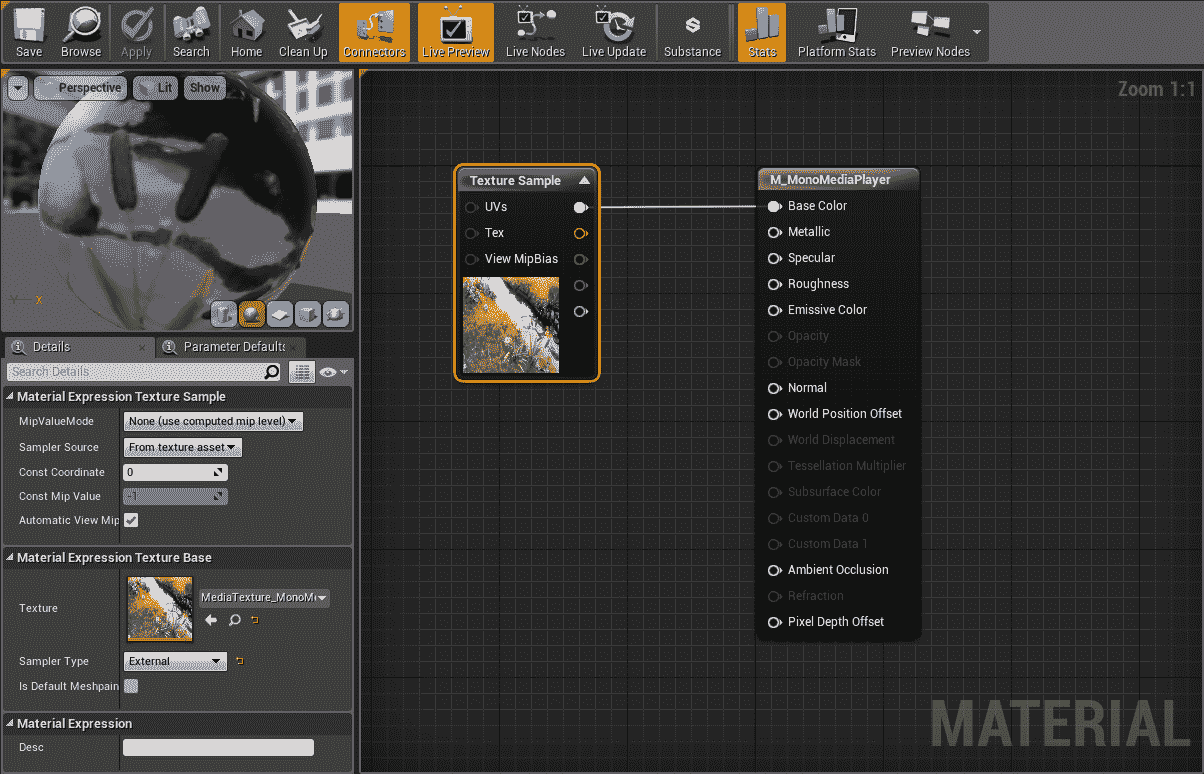 Save Browse Apply Search Home Clean Up Connectors Live Preview Live Nodes Live Update Substance Stats Platform Stats Preview Nodes
Perspective Lit Show
Zoom 1:1
Texture Sample
UVs
Tex
View MipBias
M_MonoMediaPlayer
Base Color
Metallic
Specular
Roughness
Emissive Color
Opacity
Opacity Mask
Normal
World Position Offset
World Displacement
Tessellation Multiplier
Subsurface Color
Custom Data 0
Custom Data 1
Ambient Occlusion
Refraction
Pixel Depth Offset
MATERIAL
Y X
Details Parameter Defaults
Search Details
Material Expression Texture Sample
MipValueMode None (use computed mip level)
Sampler Source From texture asset
Const Coordinate 0
Const Mip Value -1
Automatic View Mip
Material Expression Texture Base
Texture MediaTexture_MonoM
Sampler Type External
Is Default Meshpain
Material Expression
Desc